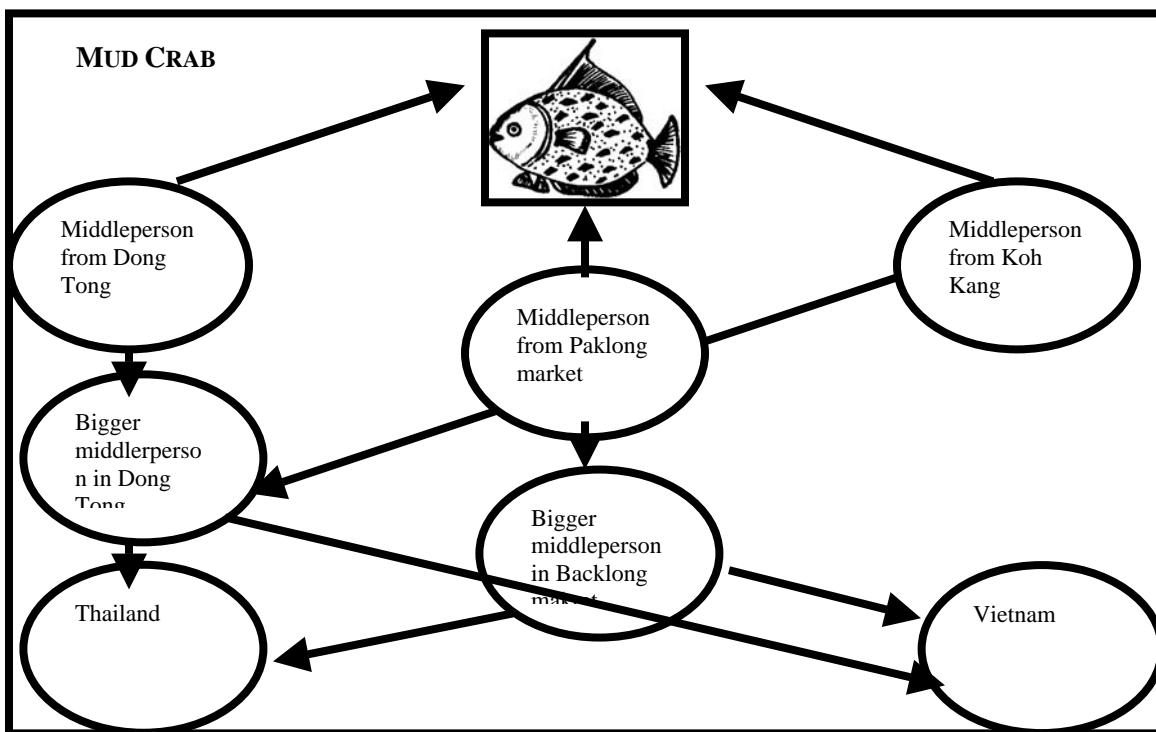 MUD CRAB
Middleperson
from Dong
Tong
Middleperson
from Koh
Kang
Middleperson
from Paklong
market
Bigger
middlerperso
n in Dong
Tong
Bigger
middleperson
in Backlong
Thailand
Vietnam